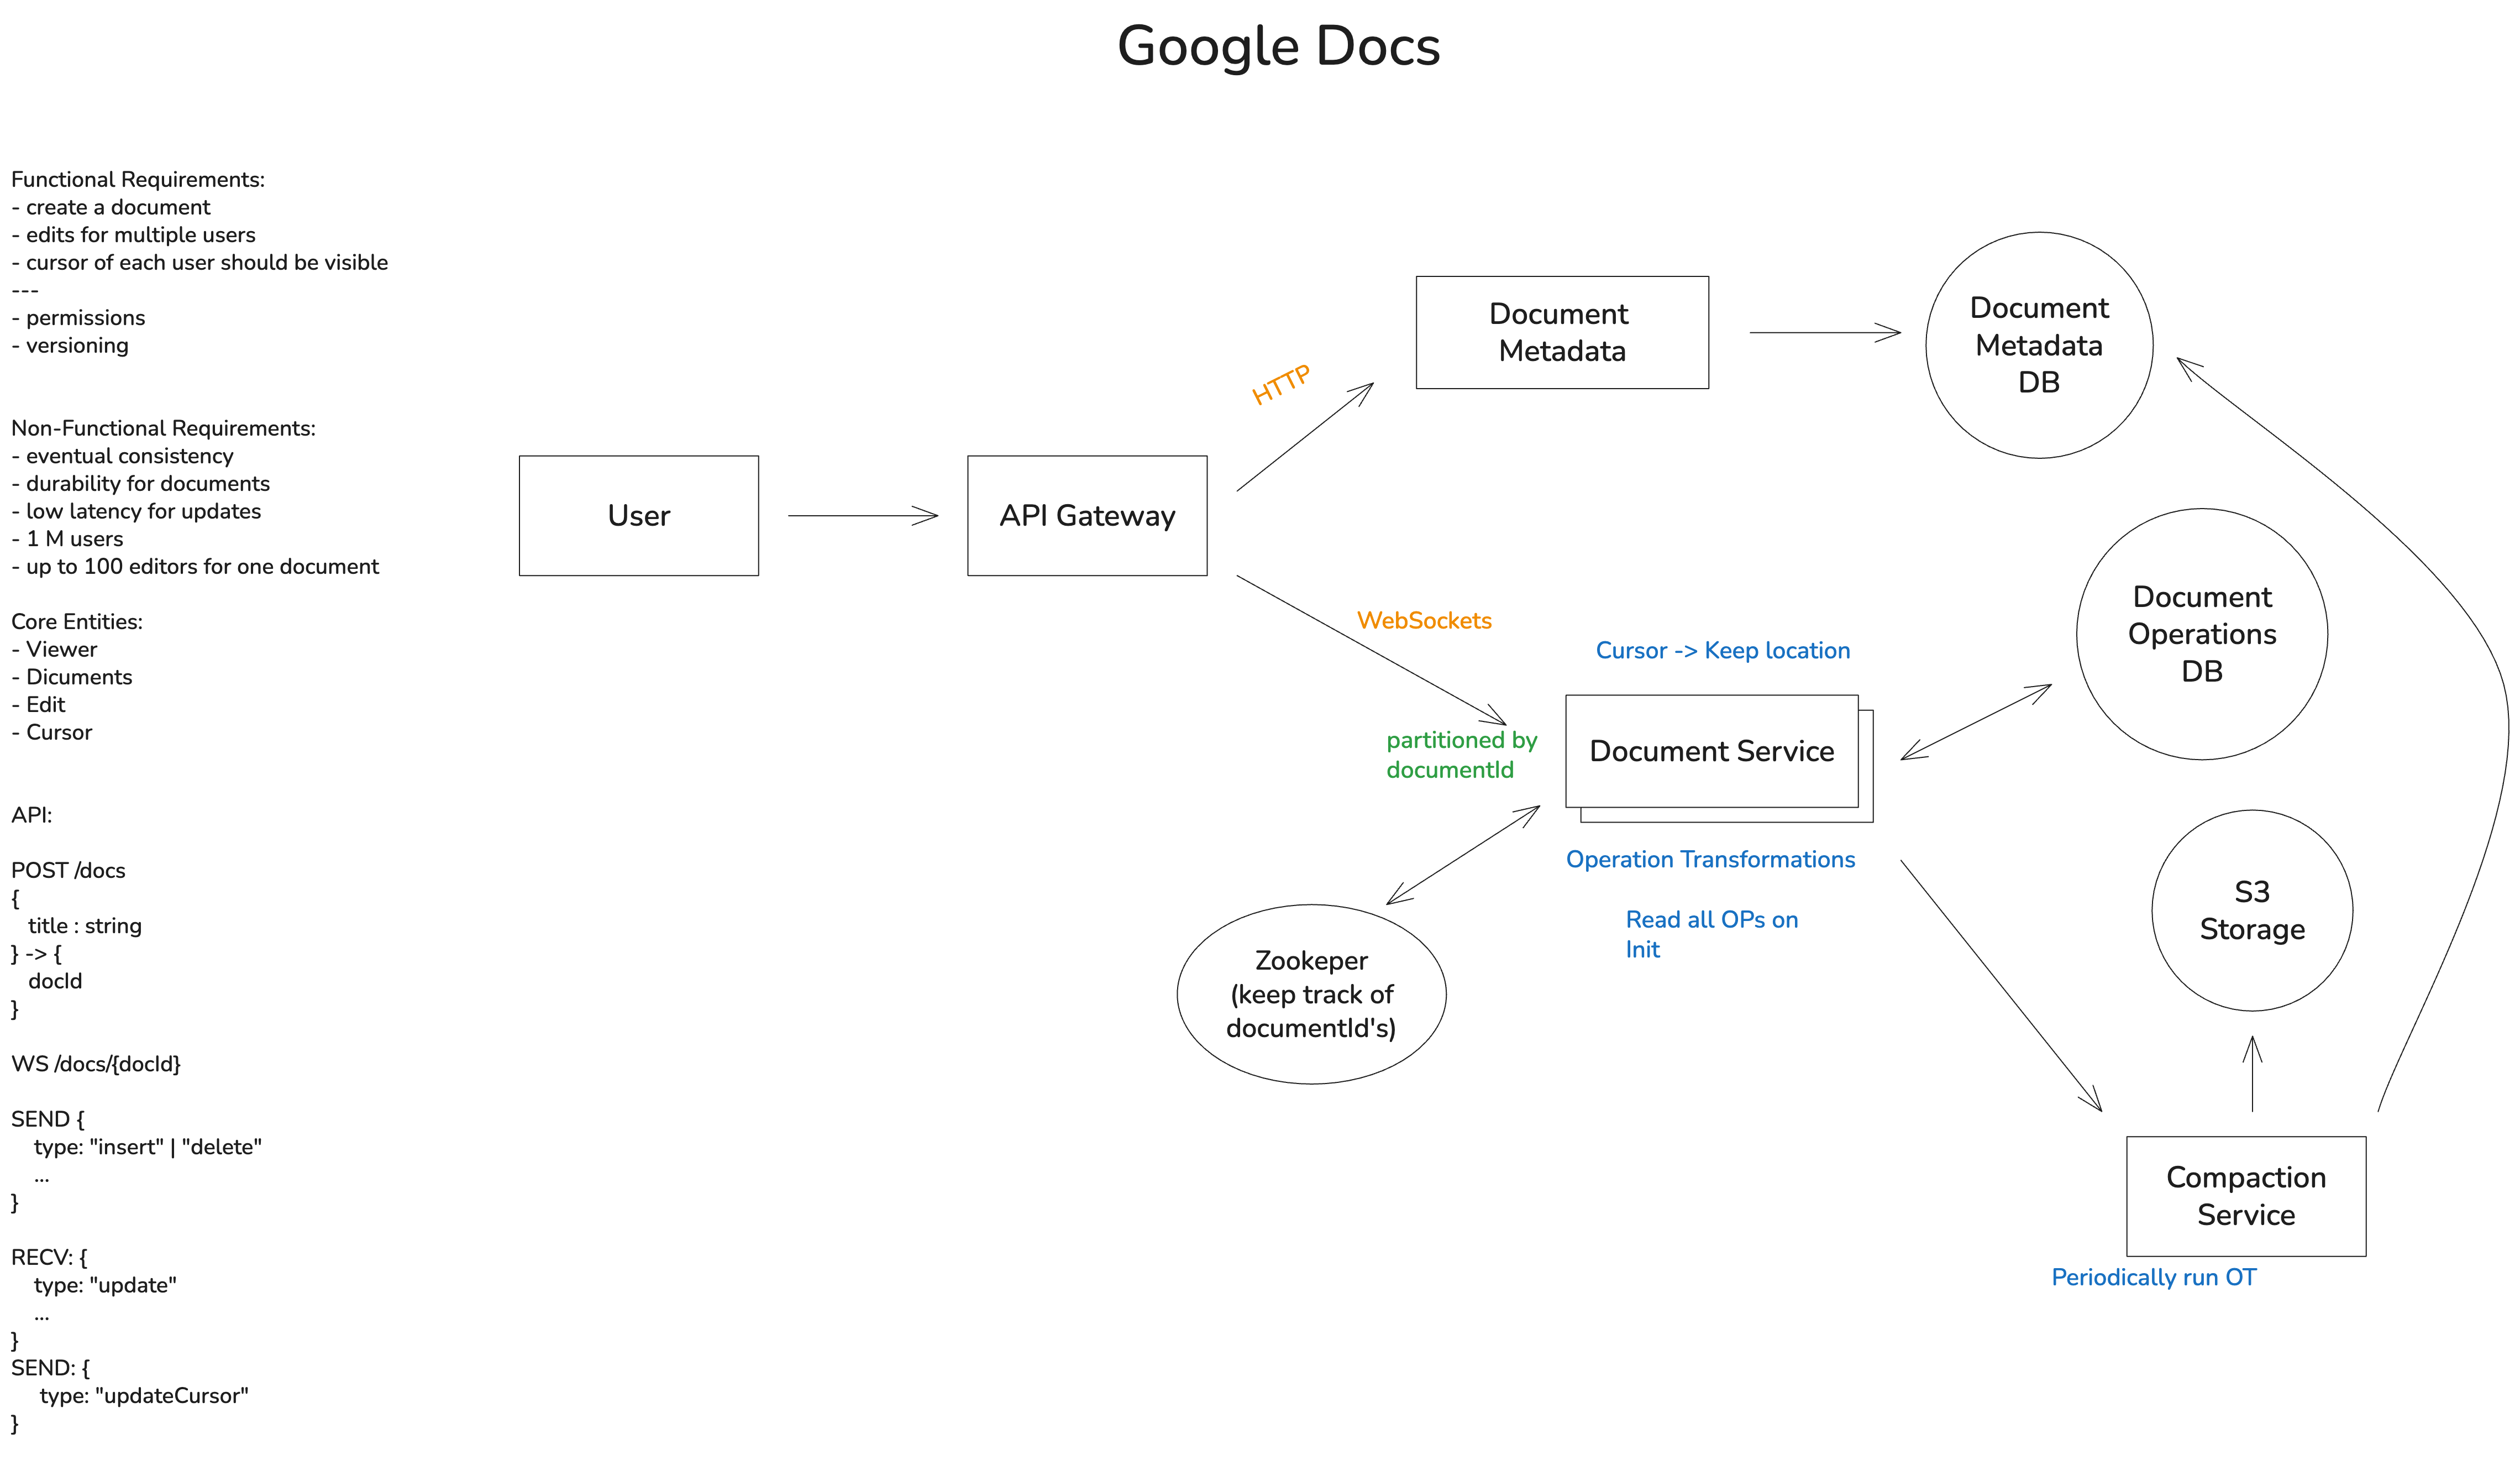 Google Docs
Functional Requirements:
- create a document
- edits for multiple users
- cursor of each user should be visible
---
- permissions
- versioning
Non-Functional Requirements:
- eventual consistency
- durability for documents
- low latency for updates
- 1 M users
- up to 100 editors for one document
Core Entities:
- Viewer
- Dicuments
- Edit
- Cursor
API:
POST /docs
{
title : string
} -> {
docId
}
WS /docs/{docId}
SEND {
type: "insert" | "delete"
...
}
RECV: {
type: "update"
...
}
SEND: {
type: "updateCursor"
}
User
API Gateway
HTTP
Document
Metadata
Document
Metadata
DB
WebSockets
partitioned by
documentId
Cursor -> Keep location
Document Service
Operation Transformations
Read all OPs on
Init
Document
Operations
DB
Zookeper
(keep track of
documentId's)
S3
Storage
Compaction
Service
Periodically run OT